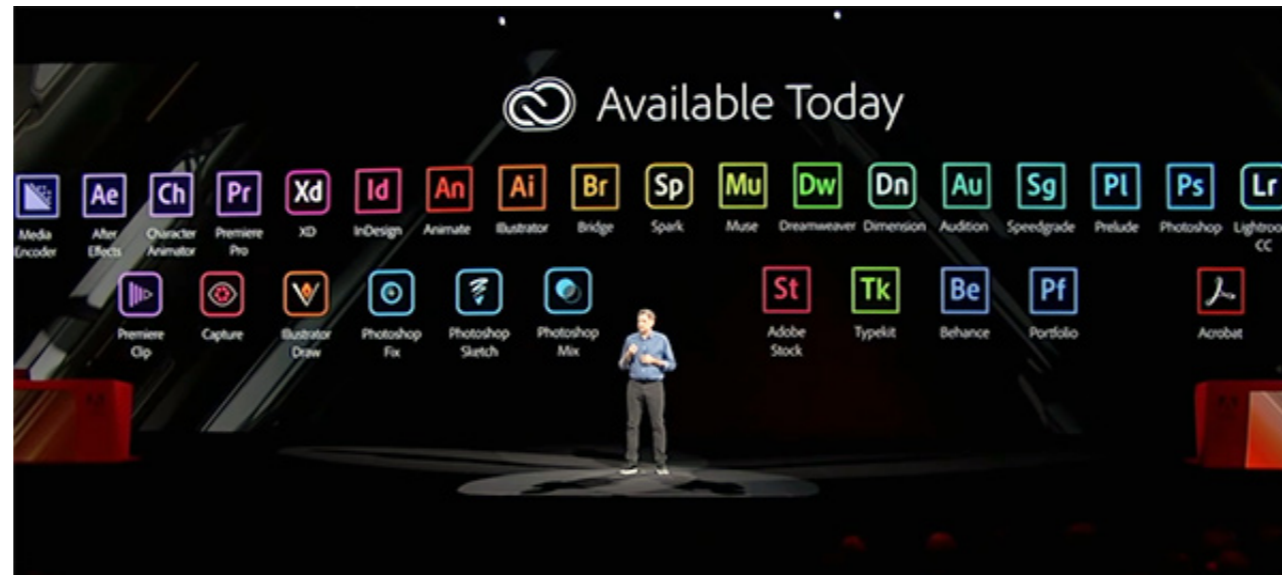 Available Today
Ae Ch Pr Xd Id An Ai Br Sp Mu Dw Dn Au Sg Pl Ps Lr
Media Encoder
After Effects
Character Animator
Premiere Pro
XD
InDesign
Animate
Illustrator
Bridge
Spark
Muse
Dreamweaver
Dimension
Audition
Speedgrade
Prelude
Photoshop
Lightroo
CC
St Tk Be Pf
Premiere Clip
Capture
Illustrator Draw
Photoshop Fix
Photoshop Sketch
Photoshop Mix
Adobe Stock
Typekit
Behance
Portfolio
Acrobat